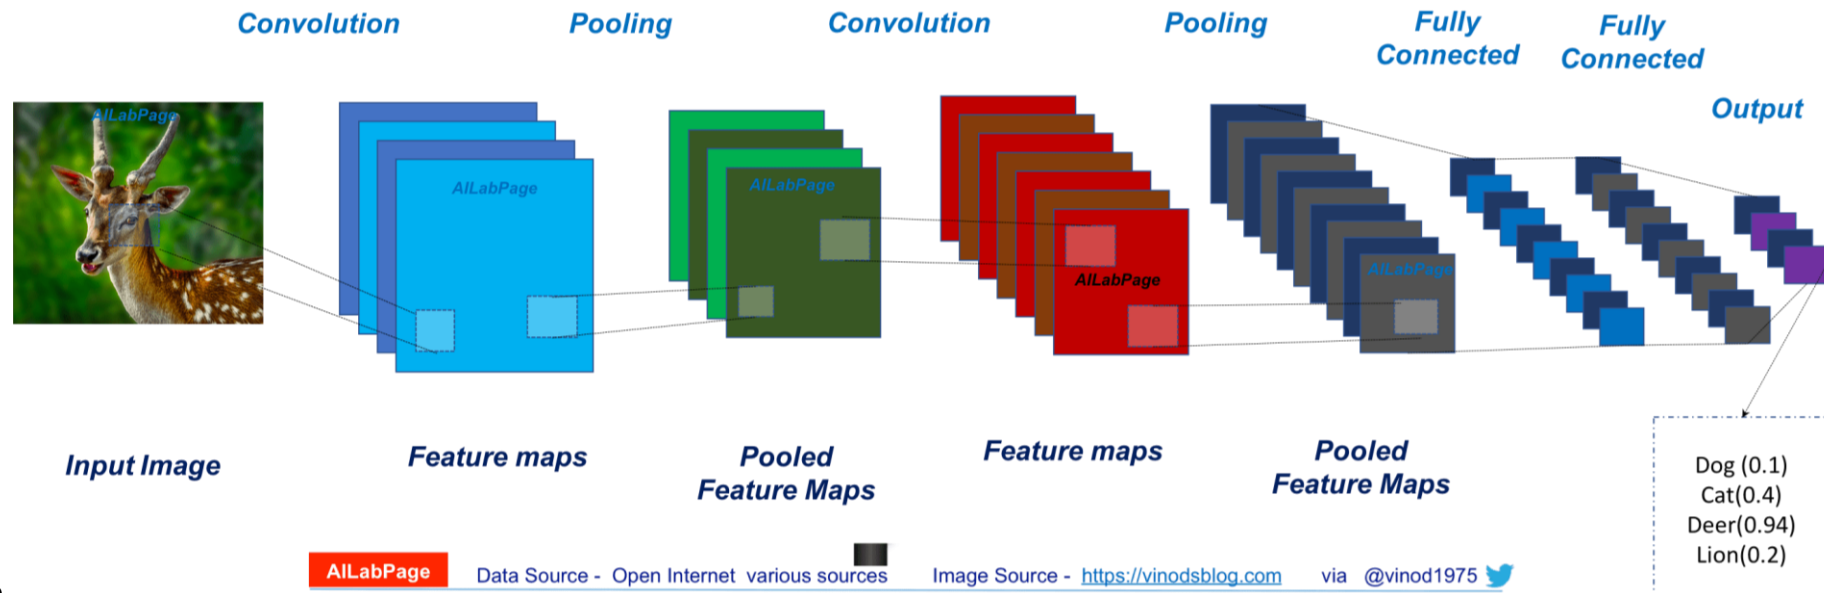 Convolution
Pooling
Convolution
Pooling
Fully
Connected
Fully
Connected
Output
AILabPage
AILabPage
AILabPage
AILabPage
AILabPage
Input Image
Feature maps
Pooled
Feature Maps
Feature maps
Pooled
Feature Maps
Dog (0.1)
Cat(0.4)
Deer(0.94)
Lion(0.2)
AILabPage
Data Source - Open Internet various sources
Image Source - https://vinodsblog.com via @vinod1975